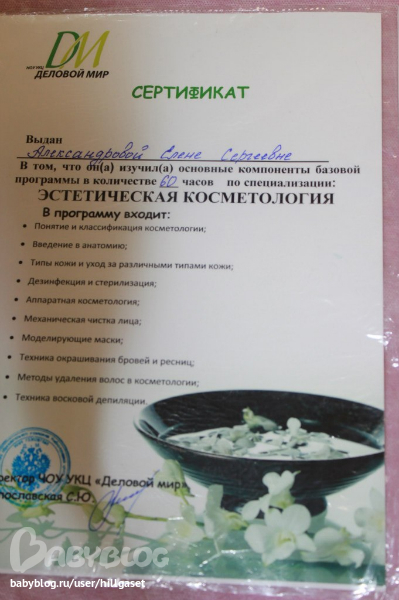 ДМ
ДЕЛОВОЙ МИР
СЕРТИФИКАТ
Выдан
Александровой Елене Сергеевне
В том, что он(а) изучил(а) основные компоненты базовой
программы в количестве 60 часов по специализации:
ЭСТЕТИЧЕСКАЯ КОСМЕТОЛОГИЯ
В программу входит:
• Понятие и классификация косметологии;
• Введение в анатомию;
• Типы кожи и уход за различными типами кожи;
• Дезинфекция и стерилизация;
• Аппаратная косметология;
• Механическая чистка лица;
• Моделирующие маски;
• Техника окрашивания бровей и ресниц;
• Методы удаления волос в косметологии;
• Техника восковой депиляции.
ректор ЧОУ УКЦ «Деловой мир»
ославская С.Ю.
BABYBLOG
babyblog.ru/user/hillgaset